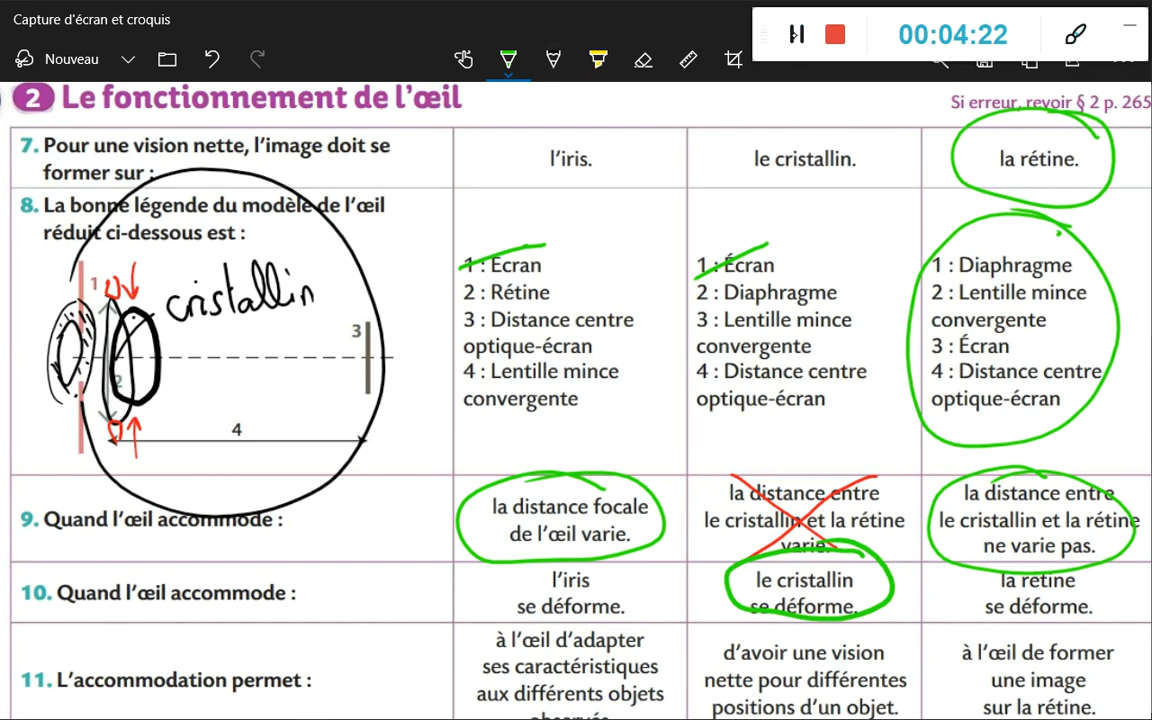 Capture d'écran et croquis
00:04:22
Nouveau
2 Le fonctionnement de l'œil
Si erreur, revoir § 2 p. 265
7. Pour une vision nette, l'image doit se
former sur :
l'iris.
le cristallin.
la rétine.
8. La bonne légende du modèle de l'œil
réduit ci-dessous est :
1
2
3
4
cristallin
1 : Écran
2 : Rétine
3 : Distance centre
optique-écran
4 : Lentille mince
convergente
1 : Écran
2 : Diaphragme
3 : Lentille mince
convergente
4 : Distance centre
optique-écran
1 : Diaphragme
2 : Lentille mince
convergente
3 : Écran
4 : Distance centre
optique-écran
9. Quand l'œil accommode :
la distance focale
de l'œil varie.
la distance entre
le cristallin et la rétine
varie.
la distance entre
le cristallin et la rétine
ne varie pas.
10. Quand l'œil accommode :
l'iris
se déforme.
le cristallin
se déforme.
la rétine
se déforme.
11. L'accommodation permet :
à l'œil d'adapter
ses caractéristiques
aux différents objets
observés.
d'avoir une vision
nette pour différentes
positions d'un objet.
à l'œil de former
une image
sur la rétine.